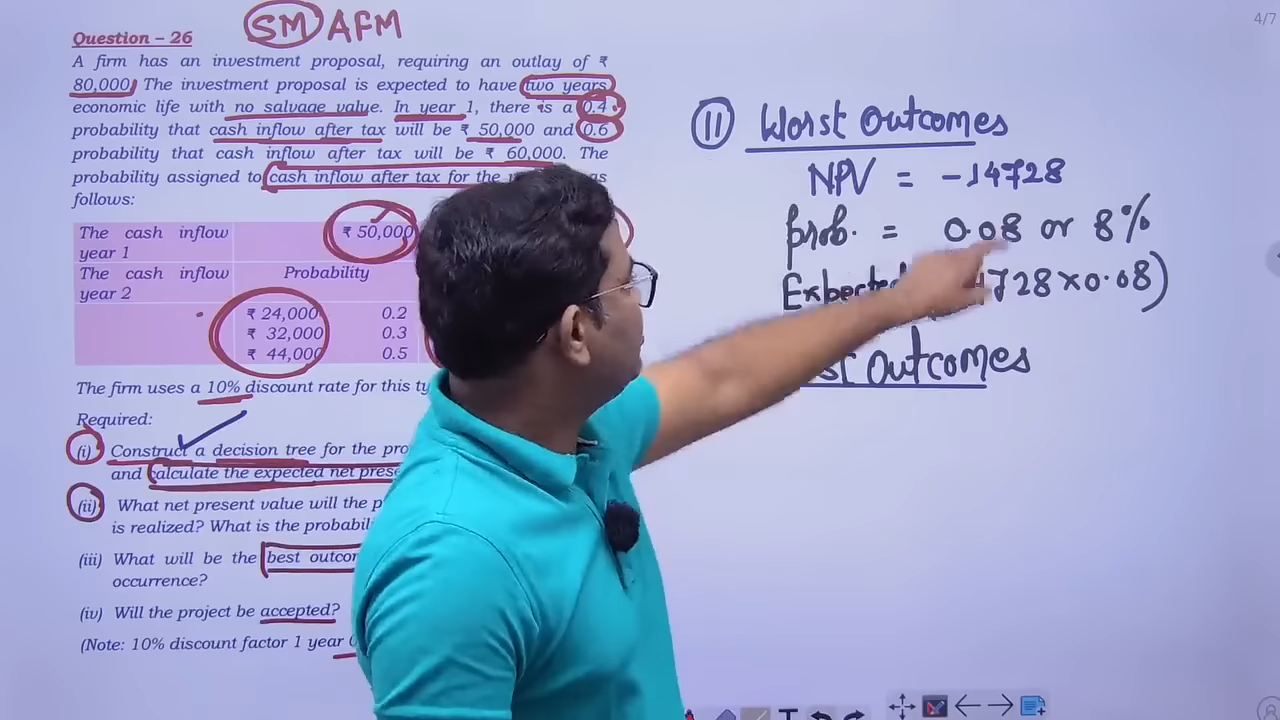 4/7
SM AFM
Question – 26
A firm has an investment proposal, requiring an outlay of ₹
80,000. The investment proposal is expected to have two years
economic life with no salvage value. In year 1, there is a 0.4
probability that cash inflow after tax will be ₹ 50,000 and 0.6
probability that cash inflow after tax will be ₹ 60,000. The
probability assigned to cash inflow after tax for the
follows:
The cash inflow year 1 ₹ 50,000
The cash inflow year 2 Probability
₹ 24,000 0.2
₹ 32,000 0.3
₹ 44,000 0.5
The firm uses a 10% discount rate for this
Required:
(i) Construct a decision tree for the
and calculate the expected net
(ii) What net present value will the
is realized? What is the
(iii) What will be the best
occurrence?
(iv) Will the project be accepted?
(Note: 10% discount factor 1 year
11 Worst Outcomes
NPV = -14728
prob. = 0.08 or 8%
728 × 0.08)
Outcomes